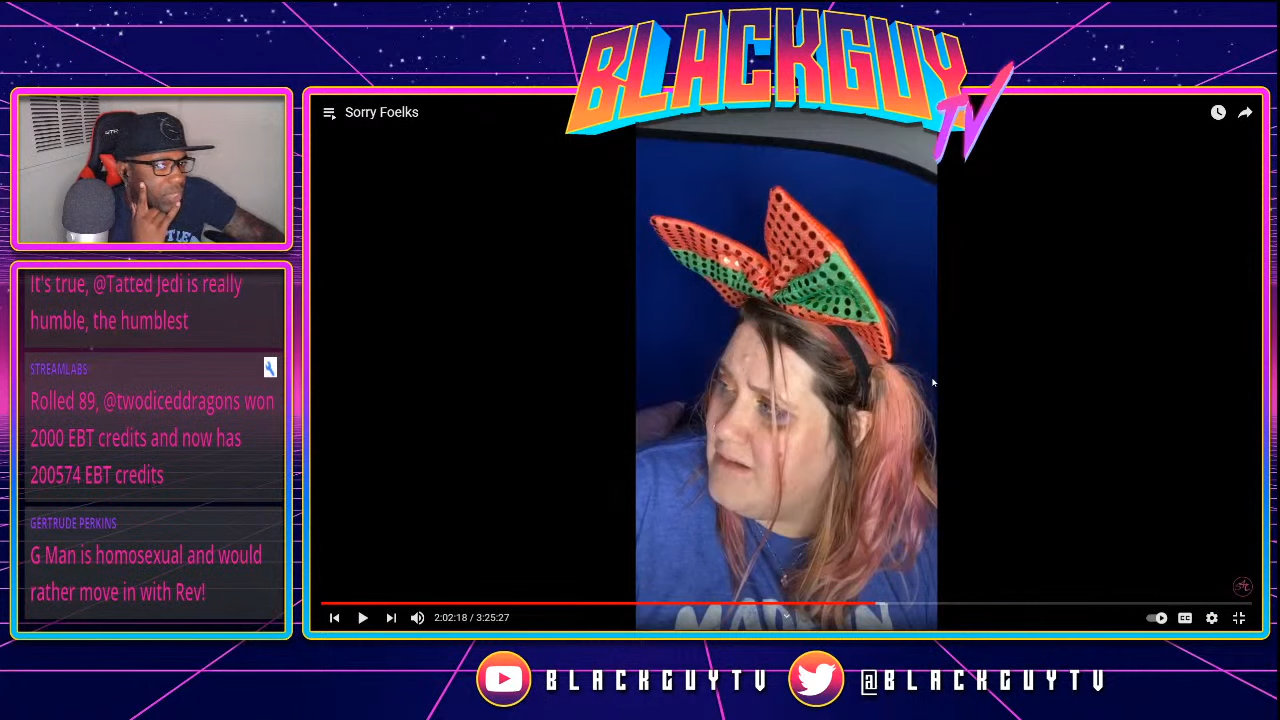 BLACKGUY
TV
Sorry Foelks
It's true, @Tatted Jedi is really
humble, the humblest
STREAMLABS
Rolled 89, @twodiceddragons won
2000 EBT credits and now has
200574 EBT credits
GERTRUDE PERKINS
G Man is homosexual and would
rather move in with Rev!
2:02:18 / 3:25:27
CC
BLACKGUYTV
@BLACKGUYTV